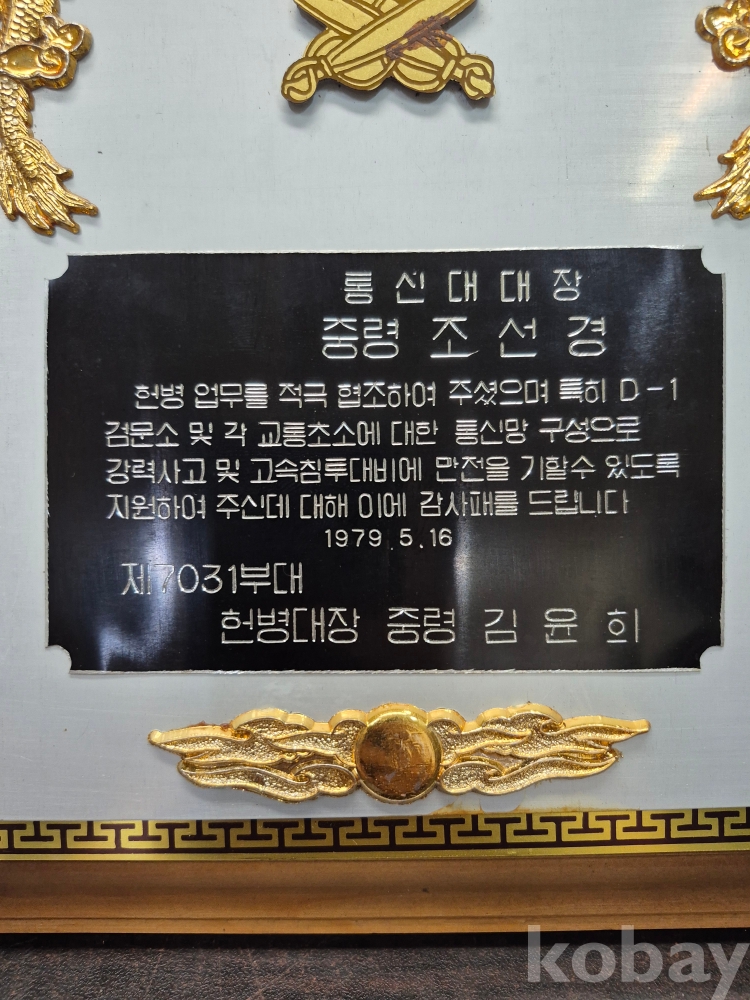 통신대대장
중령 조선경
헌병 업무를 적극 협조하여 주셨으며 특히 D-1
검문소 및 각 교통초소에 대한 통신망 구성으로
강력사고 및 고속침투대비에 만전을 기할수 있도록
지원하여 주신데 대해 이에 감사패를 드립니다
1979.5.16
제7031부대
헌병대장 중령 김윤희
kobay